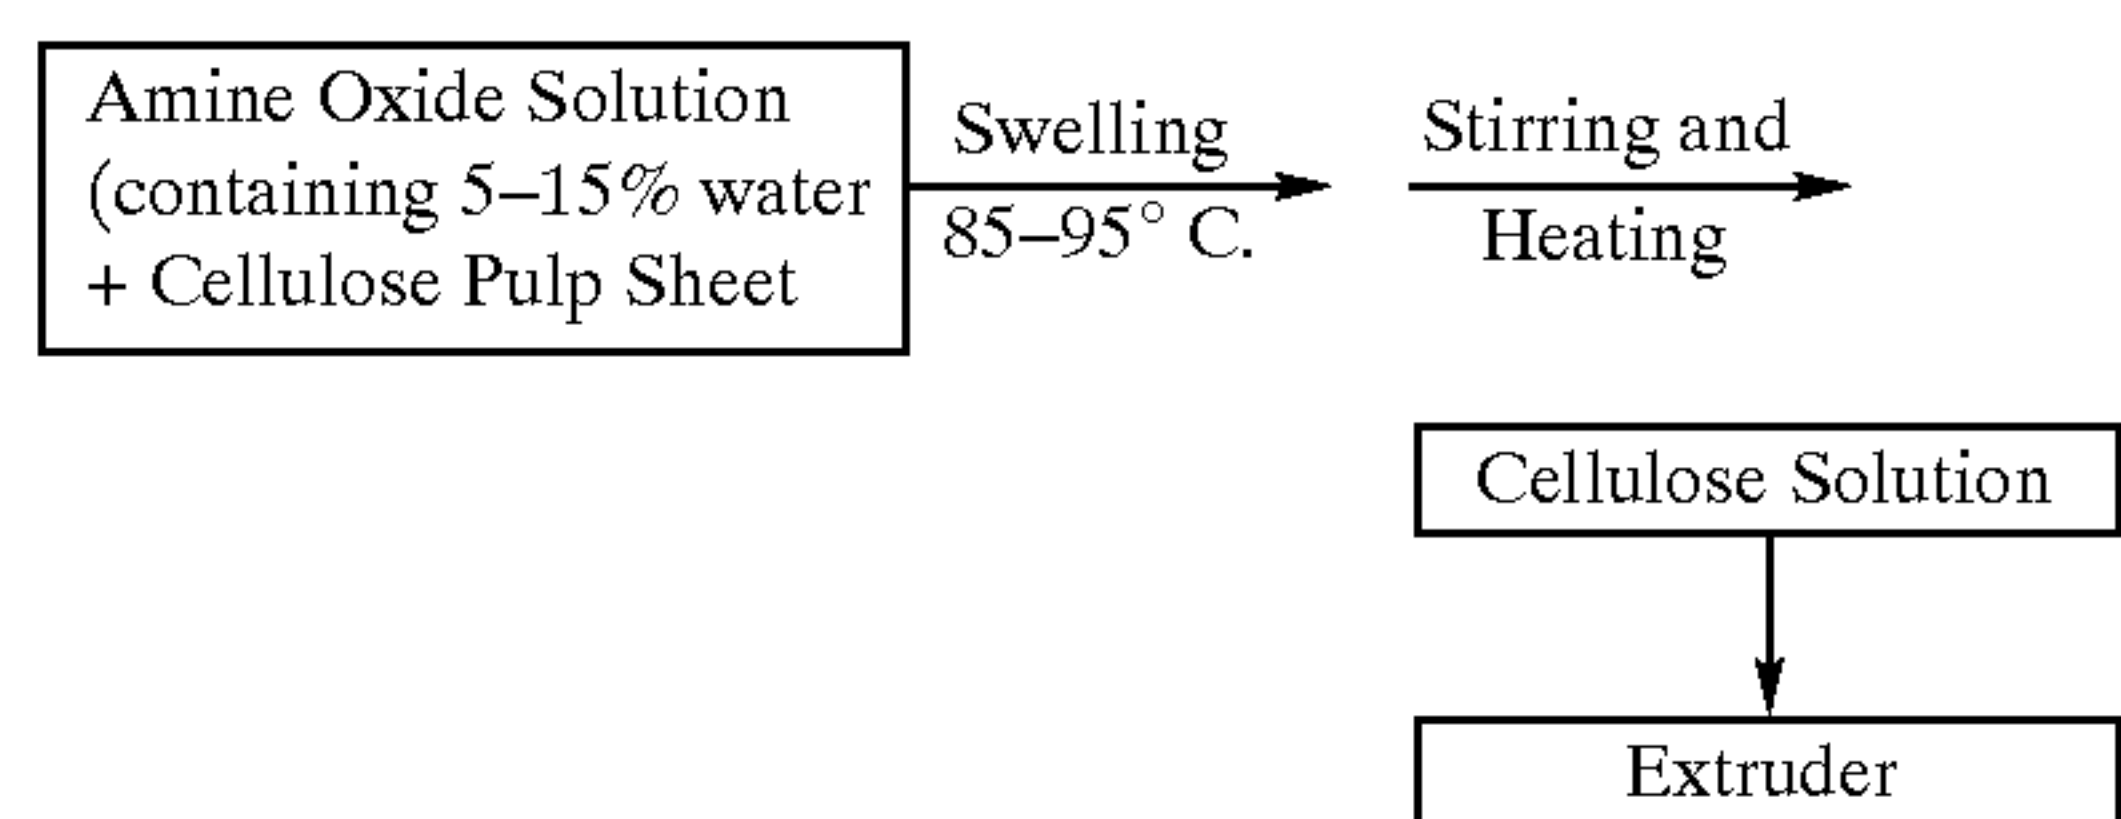 Amine Oxide Solution
(containing 5–15% water
+ Cellulose Pulp Sheet
Swelling
85–95° C.
Stirring and
Heating
Cellulose Solution
Extruder